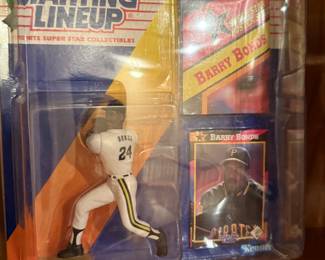 STARTING
LINEUP
SUPER STAR COLLECTIBLES
BARRY BONDS
BONDS
24
BARRY BONDS
P
PIRATES
Kenner